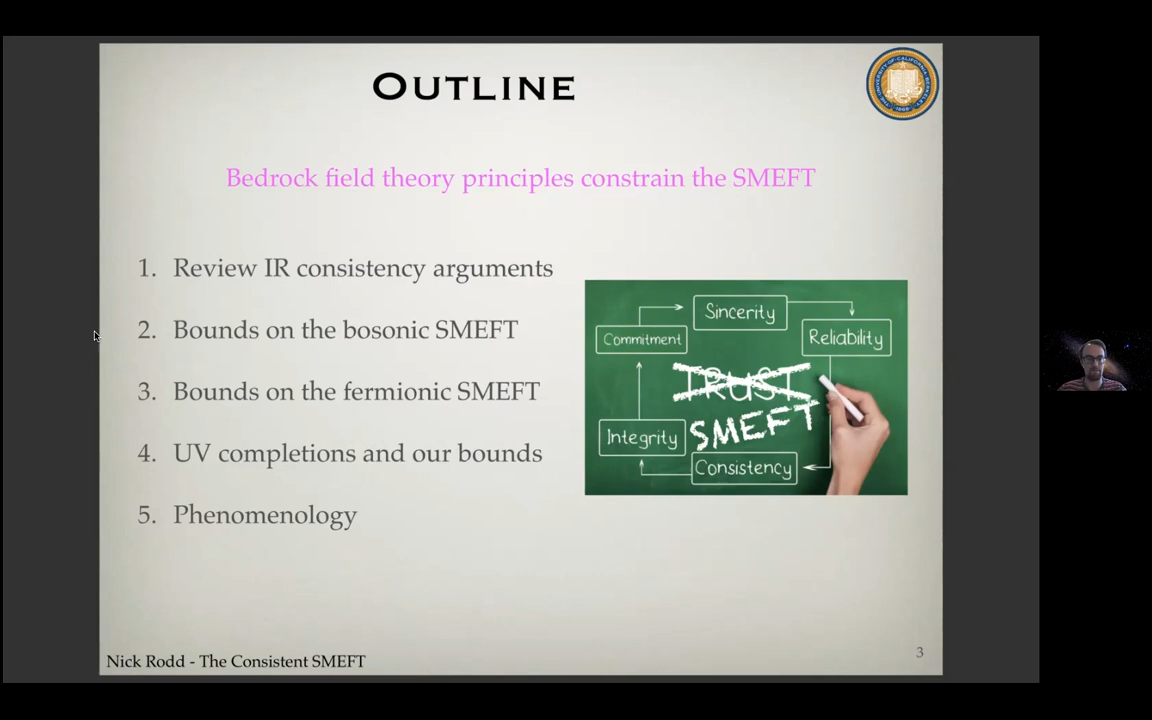 OUTLINE
Bedrock field theory principles constrain the SMEFT
1. Review IR consistency arguments
2. Bounds on the bosonic SMEFT
3. Bounds on the fermionic SMEFT
4. UV completions and our bounds
5. Phenomenology
Sincerity
Commitment
Reliability
TRUST
SMEFT
Integrity
Consistency
Nick Rodd - The Consistent SMEFT
3